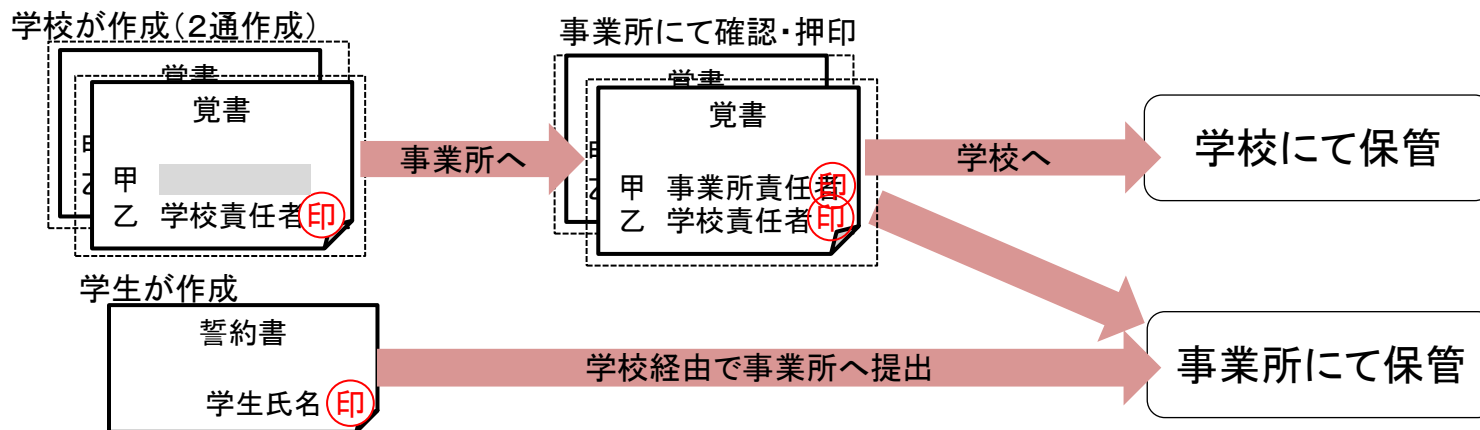 学校が作成(2通作成)
覚書
覚書
甲
乙 学校責任者 印
事業所へ
事業所にて確認・押印
覚書
覚書
甲 事業所責任者 印
乙 学校責任者 印
学校へ
学校にて保管
学生が作成
誓約書
学生氏名 印
学校経由で事業所へ提出
事業所にて保管